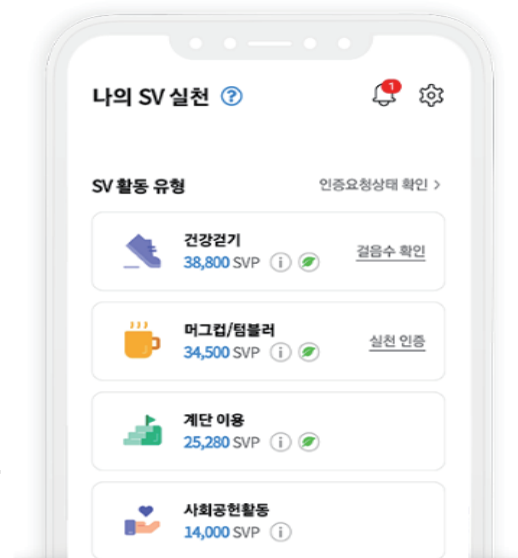 나의 SV 실천 ?
1
SV 활동 유형
인증요청상태 확인 >
건강걷기
38,800 SVP i
걸음수 확인
머그컵/텀블러
34,500 SVP i
실천 인증
계단 이용
25,280 SVP i
사회공헌활동
14,000 SVP i